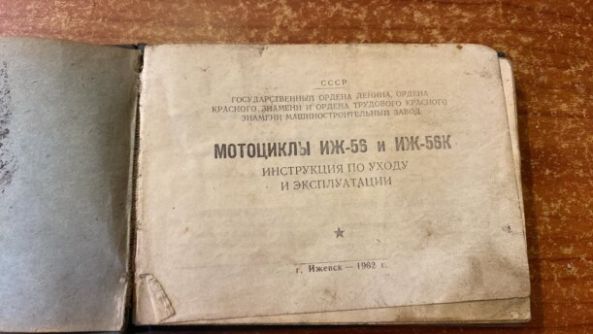 СССР
ГОСУДАРСТВЕННЫЙ ОРДЕНА ЛЕНИНА, ОРДЕНА
КРАСНОГО ЗНАМЕНИ И ОРДЕНА ТРУДОВОГО КРАСНОГО
ЗНАМЕНИ МАШИНОСТРОИТЕЛЬНЫЙ ЗАВОД
МОТОЦИКЛЫ ИЖ-56 и ИЖ-56К
ИНСТРУКЦИЯ ПО УХОДУ
И ЭКСПЛУАТАЦИИ
г. Ижевск — 1962 г.